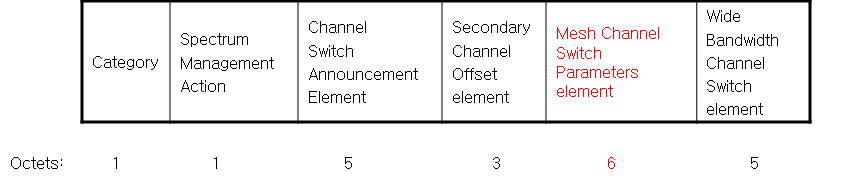 Category
Spectrum
Management
Action
Channel
Switch
Announcement
Element
Secondary
Channel
Offset
element
Mesh Channel
Switch
Parameters
element
Wide
Bandwidth
Channel
Switch
element
Octets: 1 1 5 3 6 5